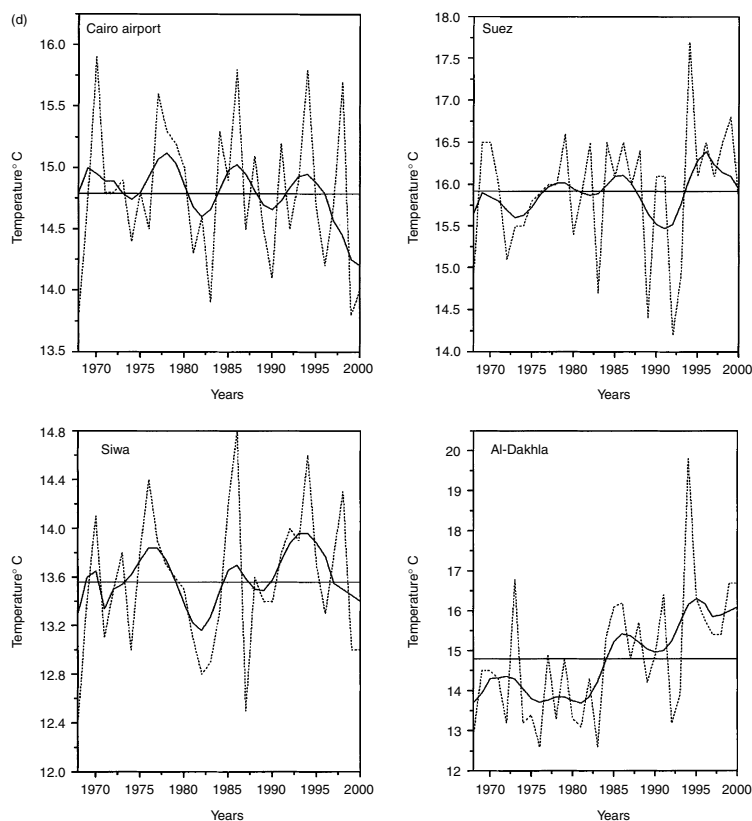 (d)
Cairo airport
16.0
15.5
15.0
14.5
14.0
13.5
Temperature° C
1970 1975 1980 1985 1990 1995 2000
Years
Suez
18.0
17.5
17.0
16.5
16.0
15.5
15.0
14.5
14.0
Temperature° C
1970 1975 1980 1985 1990 1995 2000
Years
Siwa
14.8
14.4
14.0
13.6
13.2
12.8
12.4
12.0
Temperature° C
1970 1975 1980 1985 1990 1995 2000
Years
Al-Dakhla
20
19
18
17
16
15
14
13
12
Temperature° C
1970 1975 1980 1985 1990 1995 2000
Years